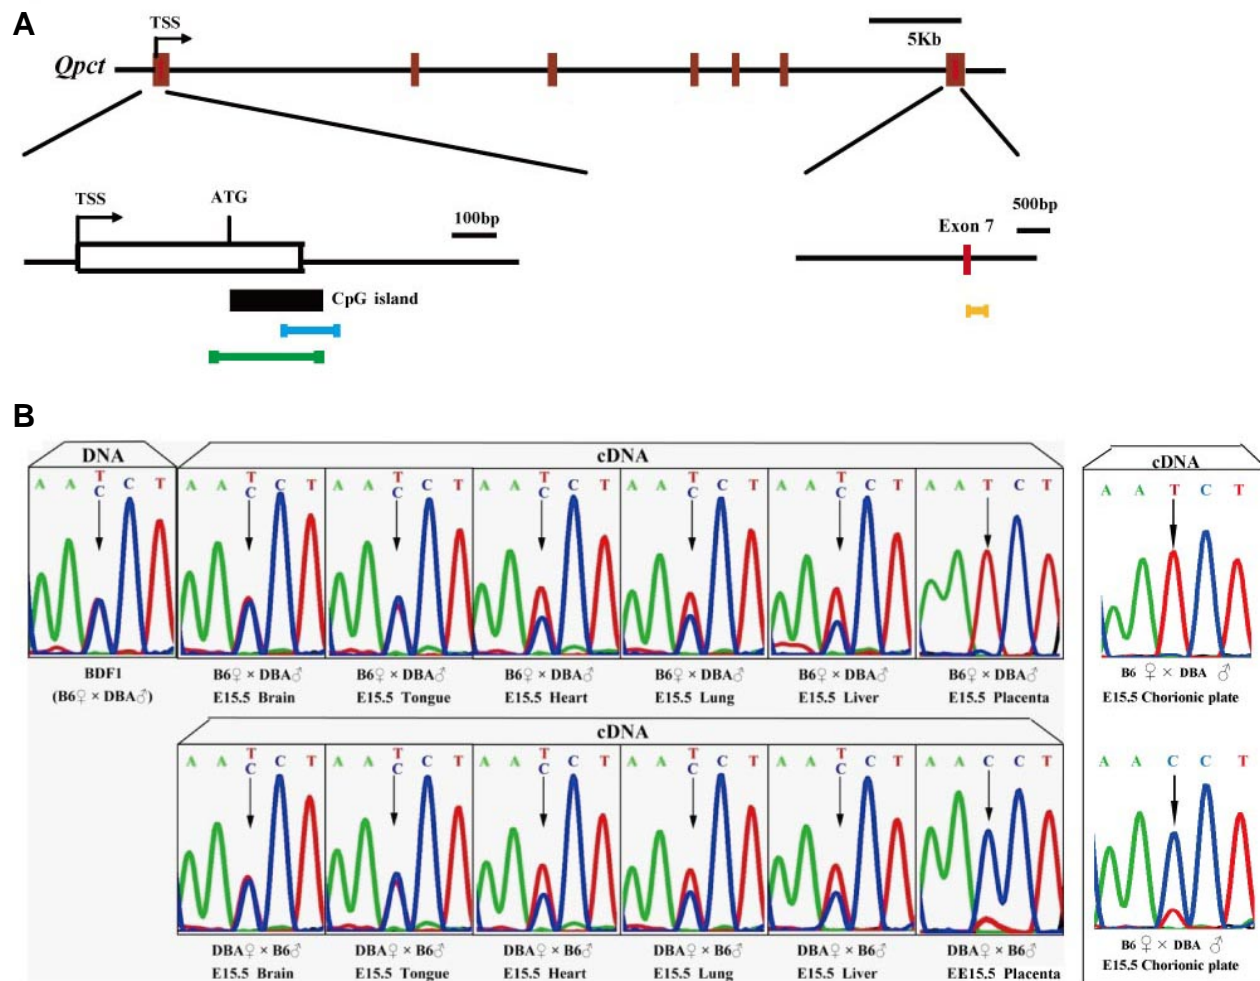 A
TSS
5Kb
Qpct
TSS
ATG
100bp
500bp
Exon 7
CpG island
B
DNA
cDNA
cDNA
A A T C C T
A A T C C T
A A T C C T
A A T C C T
A A T C C T
A A T C C T
A A T C T
A A T C T
BDF1
(B6♀ × DBA♂)
B6♀ × DBA♂
E15.5 Brain
B6♀ × DBA♂
E15.5 Tongue
B6♀ × DBA♂
E15.5 Heart
B6♀ × DBA♂
E15.5 Lung
B6♀ × DBA♂
E15.5 Liver
B6♀ × DBA♂
E15.5 Placenta
B6 ♀ × DBA ♂
E15.5 Chorionic plate
cDNA
A A T C C T
A A T C C T
A A T C C T
A A T C C T
A A T C C T
A A C C T
A A C C T
DBA♀ × B6♂
E15.5 Brain
DBA♀ × B6♂
E15.5 Tongue
DBA♀ × B6♂
E15.5 Heart
DBA♀ × B6♂
E15.5 Lung
DBA♀ × B6♂
E15.5 Liver
DBA♀ × B6♂
EE15.5 Placenta
B6 ♀ × DBA ♂
E15.5 Chorionic plate